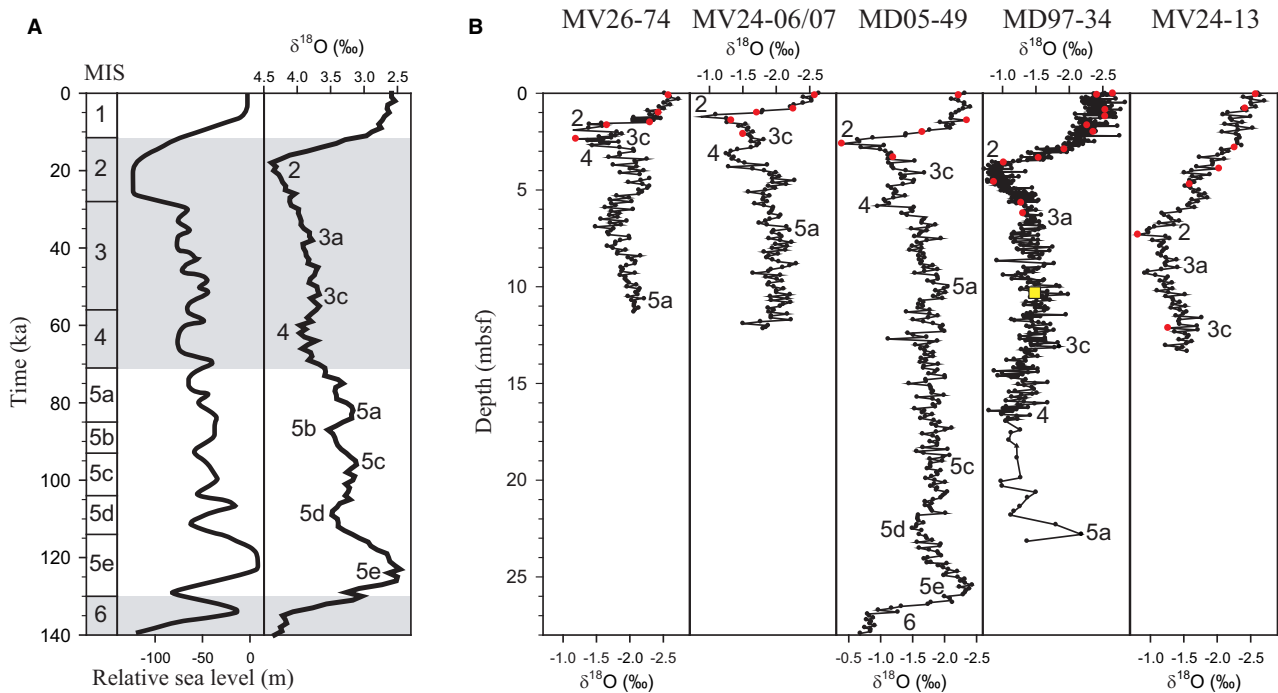 A
δ18O (‰)
MIS
4.5 4.0 3.5 3.0 2.5
0
20
40
60
80
100
120
140
Time (ka)
1
2
3
4
5a
5b
5c
5d
5e
6
2
3a
3c
4
5a
5b
5c
5d
5e
-100 -50 0
Relative sea level (m)
B
MV26-74 MV24-06/07 MD05-49 MD97-34 MV24-13
δ18O (‰) δ18O (‰)
-1.0 -1.5 -2.0 -2.5 -1.0 -1.5 -2.0 -2.5
0
5
10
15
20
25
Depth (mbsf)
2
3c
4
5a
2
3c
4
5a
2
3c
4
5a
5c
5d
5e
6
2
3a
3c
4
5a
2
3a
3c
-1.0 -1.5 -2.0 -2.5 -0.5 -1.0 -1.5 -2.0 -2.5 -1.0 -1.5 -2.0 -2.5
δ18O (‰) δ18O (‰) δ18O (‰)